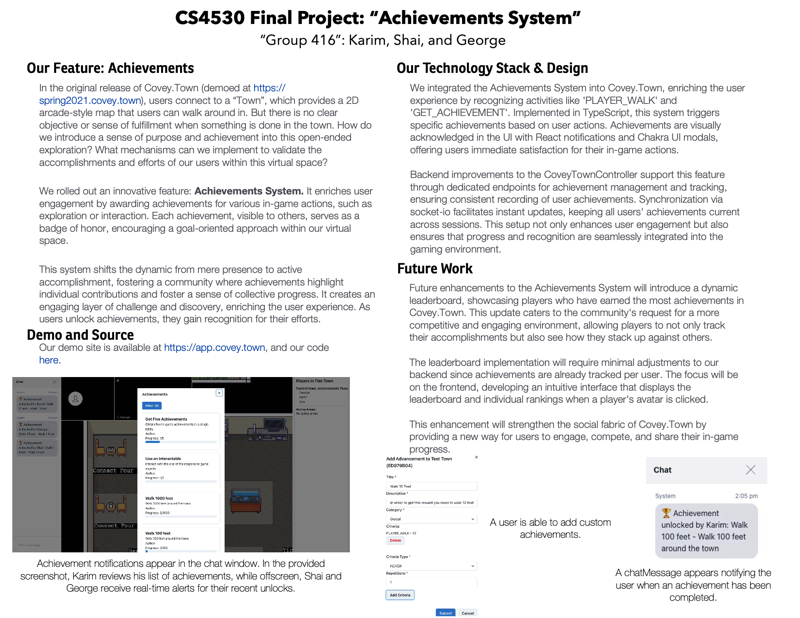 CS4530 Final Project: “Achievements System”
“Group 416”: Karim, Shai, and George
Our Feature: Achievements
In the original release of Covey.Town (demoed at https://
spring2021.covey.town), users connect to a “Town”, which provides a 2D
arcade-style map that users can walk around in. But there is no clear
objective or sense of fulfillment when something is done in the town. How do
we introduce a sense of purpose and achievement into this open-ended
exploration? What mechanisms can we implement to validate the
accomplishments and efforts of our users within this virtual space?
We rolled out an innovative feature: Achievements System. It enriches user
engagement by awarding achievements for various in-game actions, such as
exploration or interaction. Each achievement, visible to others, serves as a
badge of honor, encouraging a goal-oriented approach within our virtual
space.
This system shifts the dynamic from mere presence to active
accomplishment, fostering a community where achievements highlight
individual contributions and foster a sense of collective progress. It creates an
engaging layer of challenge and discovery, enriching the user experience. As
users unlock achievements, they gain recognition for their efforts.
Demo and Source
Our demo site is available at https://app.covey.town, and our code
here.
Chat
Achievements
Get Five Achievements
Progress: 
Use an Interactable
Progress: 
Walk 1000 feet
Progress: 
Walk 100 feet
Progress: 
Connect Four
Players in Test Town
Achievement notifications appear in the chat window. In the provided
screenshot, Karim reviews his list of achievements, while offscreen, Shai and
George receive real-time alerts for their recent unlocks.
Our Technology Stack & Design
We integrated the Achievements System into Covey.Town, enriching the user
experience by recognizing activities like 'PLAYER_WALK' and
'GET_ACHIEVEMENT'. Implemented in TypeScript, this system triggers
specific achievements based on user actions. Achievements are visually
acknowledged in the UI with React notifications and Chakra UI modals,
offering users immediate satisfaction for their in-game actions.
Backend improvements to the CoveyTownController support this feature
through dedicated endpoints for achievement management and tracking,
ensuring consistent recording of user achievements. Synchronization via
socket-io facilitates instant updates, keeping all users' achievements current
across sessions. This setup not only enhances user engagement but also
ensures that progress and recognition are seamlessly integrated into the
gaming environment.
Future Work
Future enhancements to the Achievements System will introduce a dynamic
leaderboard, showcasing players who have earned the most achievements in
Covey.Town. This update caters to the community's request for a more
competitive and engaging environment, allowing players to not only track
their accomplishments but also see how they stack up against others.
The leaderboard implementation will require minimal adjustments to our
backend since achievements are already tracked per user. The focus will be
on the frontend, developing an intuitive interface that displays the
leaderboard and individual rankings when a player's avatar is clicked.
This enhancement will strengthen the social fabric of Covey.Town by
providing a new way for users to engage, compete, and share their in-game
progress.
Add Advancement to Test Town
Title *
Walk 10 Feet
Description *
In order to get this reward you need to walk 10 feet
Category *
Global
Criteria
Delete
Criteria Type *
Repetitions *
1
Add Criteria
Submit Cancel
A user is able to add custom
achievements.
Chat
System 2:05 pm
🏆 Achievement
unlocked by Karim: Walk
100 feet - Walk 100 feet
around the town
A chatMessage appears notifying the
user when an achievement has been
completed.